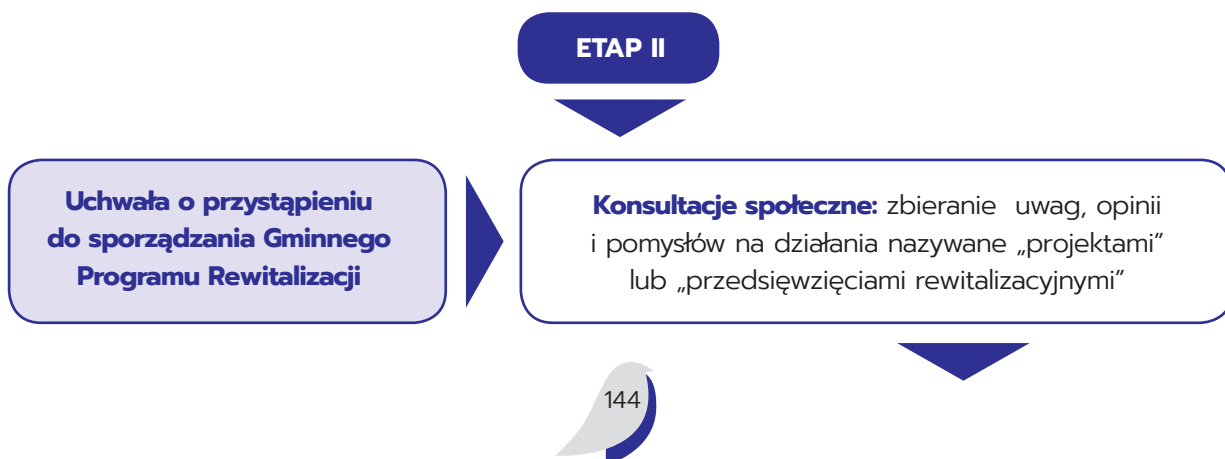 ETAP II
Uchwała o przystąpieniu
do sporządzania Gminnego
Programu Rewitalizacji
Konsultacje społeczne: zbieranie uwag, opinii
i pomysłów na działania nazywane „projektami”
lub „przedsięwzięciami rewitalizacyjnymi”
144